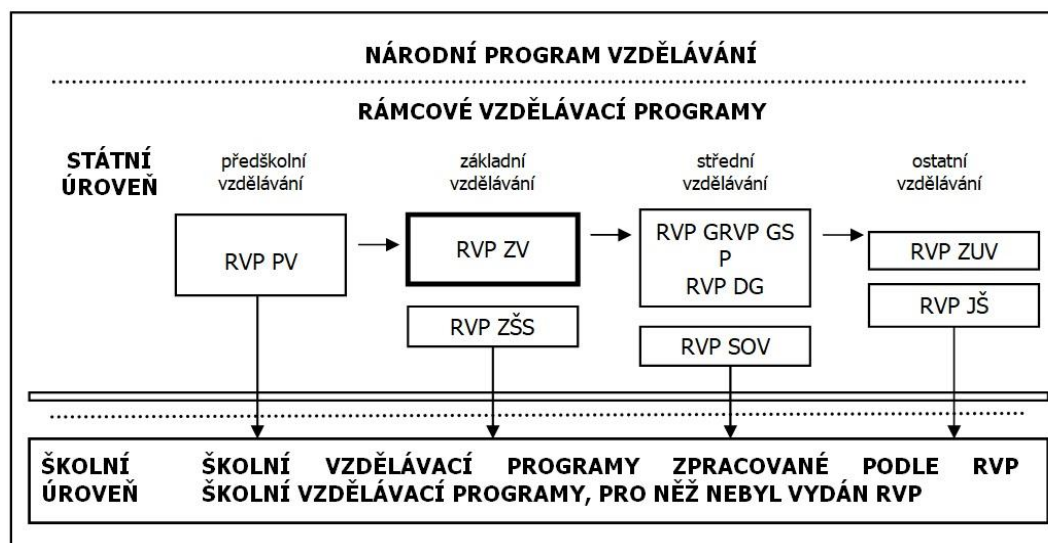 NÁRODNÍ PROGRAM VZDĚLÁVÁNÍ
RÁMCOVÉ VZDĚLÁVACÍ PROGRAMY
STÁTNÍ
ÚROVEŇ
předškolní
vzdělávání
základní
vzdělávání
střední
vzdělávání
ostatní
vzdělávání
RVP PV
RVP ZV
RVP GRVP GS
P
RVP DG
RVP ZUV
RVP ZŠS
RVP SOV
RVP JŠ
ŠKOLNÍ
ÚROVEŇ
ŠKOLNÍ VZDĚLÁVACÍ PROGRAMY ZPRACOVANÉ PODLE RVP
ŠKOLNÍ VZDĚLÁVACÍ PROGRAMY, PRO NĚŽ NEBYL VYDÁN RVP